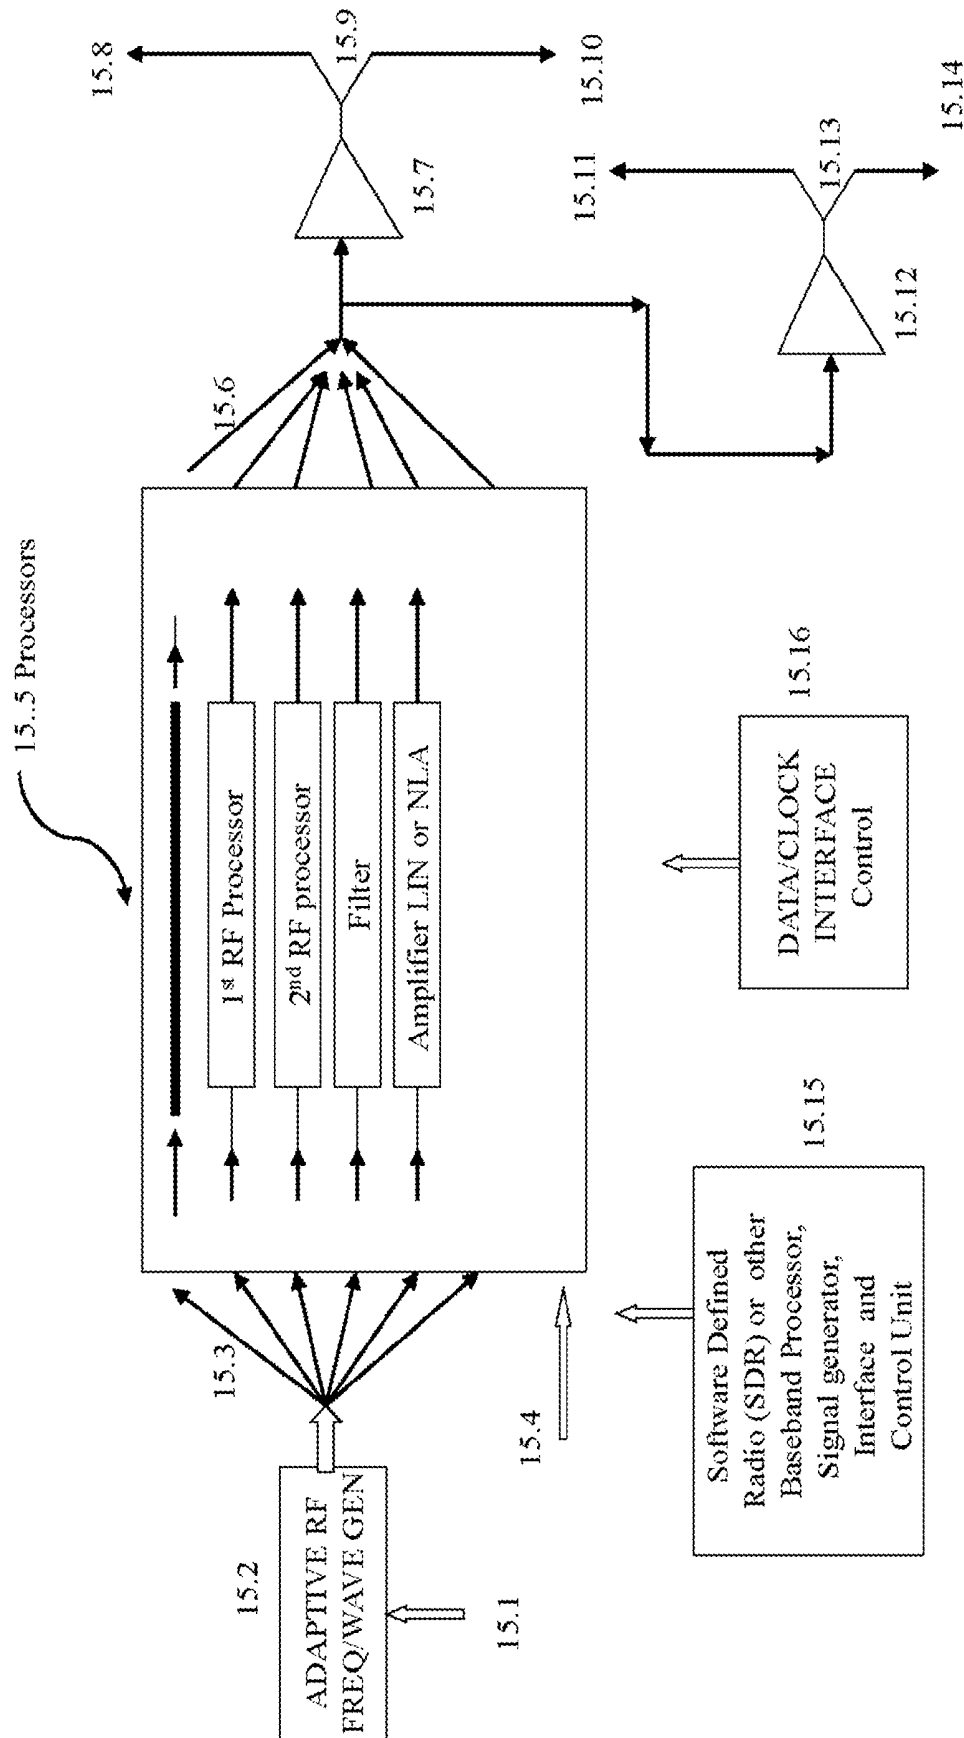 15..5 Processors
15.8
15.9
15.10
15.7
15.6
15.11
15.13
15.14
15.12
1st RF Processor
2nd RF processor
Filter
Amplifier LIN or NLA
15.3
15.4
15.2
ADAPTIVE RF
FREQ/WAVE GEN
15.1
15.15
Software Defined
Radio (SDR) or other
Baseband Processor,
Signal generator,
Interface and
Control Unit
15.16
DATA/CLOCK
INTERFACE
Control